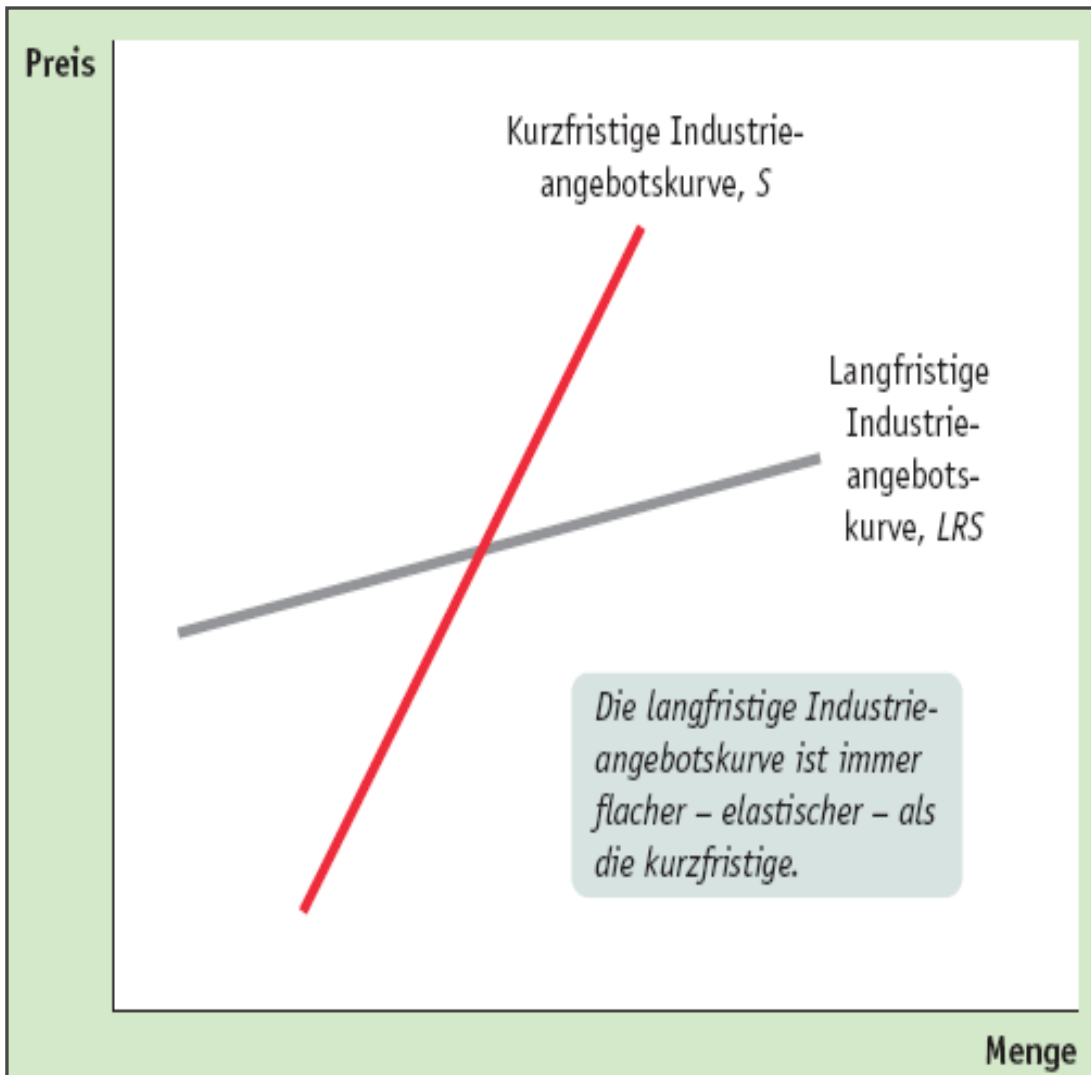 Preis
Kurzfristige Industrie-
angebotskurve, S
Langfristige
Industrie-
angebots-
kurve, LRS
Die langfristige Industrie-
angebotskurve ist immer
flacher – elastischer – als
die kurzfristige.
Menge